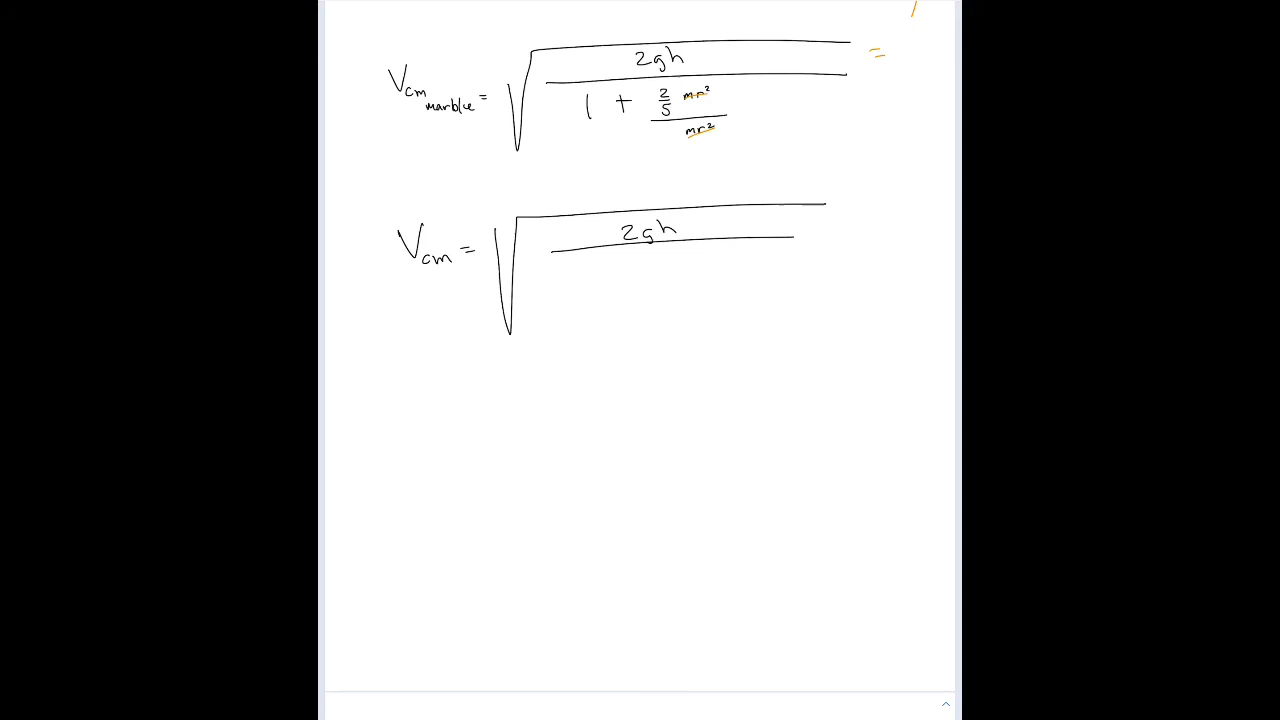 V_cm marble = √(2gh / (1 + (2/5 mr²)/(mr²))) =
V_cm = √(2gh / )